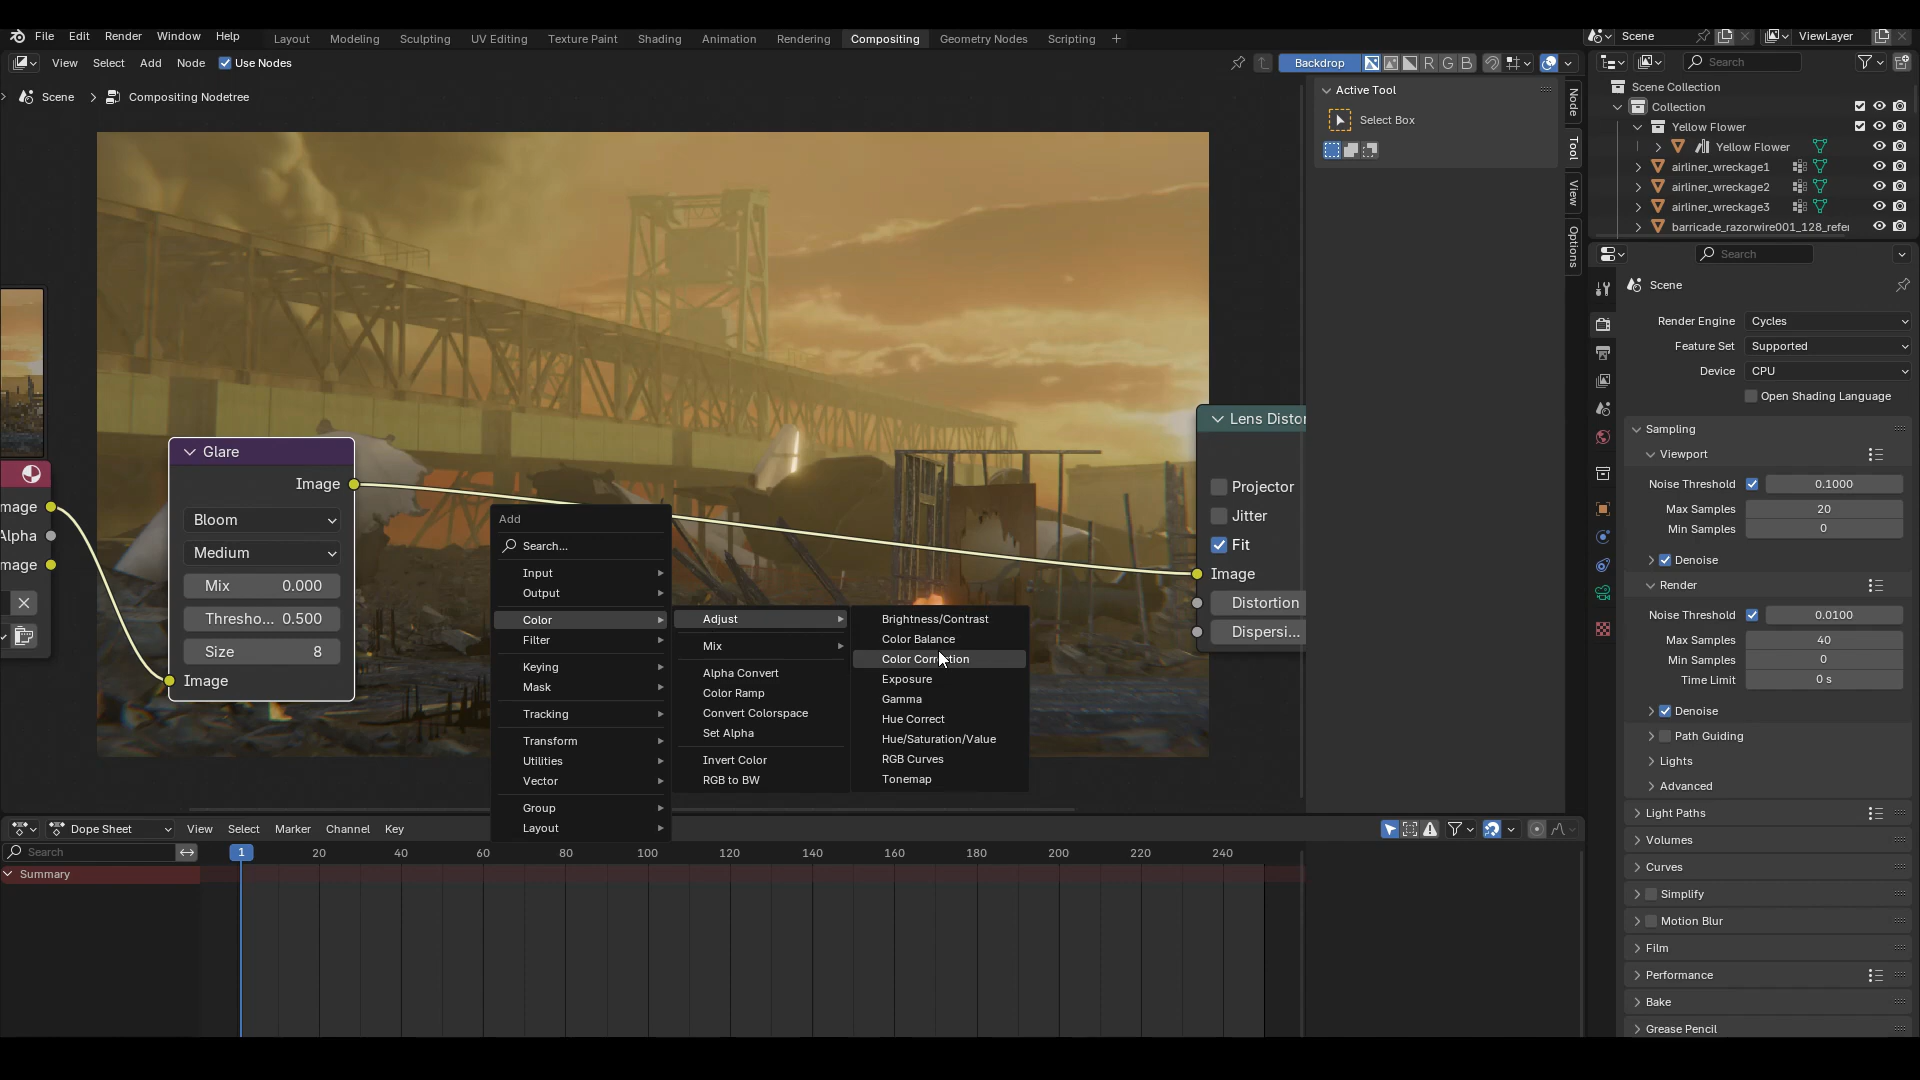 File Edit Render Window Help
Layout Modeling Sculpting UV Editing Texture Paint Shading Animation Rendering Compositing Geometry Nodes Scripting +
Scene ViewLayer
View Select Add Node Use Nodes
Backdrop R G B
Search
Scene > Compositing Nodetree
Active Tool
Select Box
Node
Tool
View
Options
Scene Collection
Collection
Yellow Flower
Yellow Flower
airliner_wreckage1
airliner_wreckage2
airliner_wreckage3
barricade_razorwire001_128_refer
Search
Scene
Render Engine Cycles
Feature Set Supported
Device CPU
Open Shading Language
Sampling
Viewport
Noise Threshold 0.1000
Max Samples 20
Min Samples 0
Denoise
Render
Noise Threshold 0.0100
Max Samples 40
Min Samples 0
Time Limit 0 s
Denoise
Path Guiding
Lights
Advanced
Light Paths
Volumes
Curves
Simplify
Motion Blur
Film
Performance
Bake
Grease Pencil
mage
Alpha
mage
Glare
Image
Bloom
Medium
Mix 0.000
Thresho... 0.500
Size 8
Image
Add
Search...
Input
Output
Color
Filter
Keying
Mask
Tracking
Transform
Utilities
Vector
Group
Layout
Adjust
Mix
Alpha Convert
Color Ramp
Convert Colorspace
Set Alpha
Invert Color
RGB to BW
Brightness/Contrast
Color Balance
Color Correction
Exposure
Gamma
Hue Correct
Hue/Saturation/Value
RGB Curves
Tonemap
Lens Distor
Projector
Jitter
Fit
Image
Distortion
Dispersi...
Dope Sheet View Select Marker Channel Key
Search
1 20 40 60 80 100 120 140 160 180 200 220 240
Summary